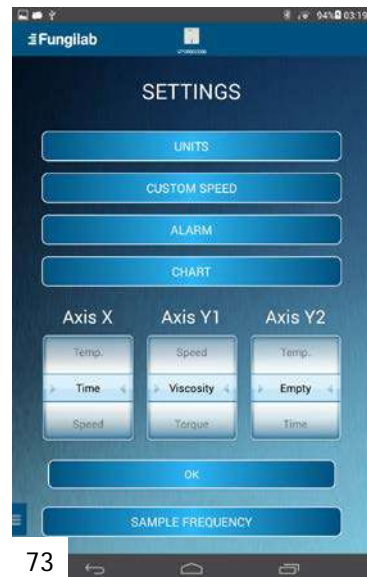 94% 03:19
Fungilab
SETTINGS
UNITS
CUSTOM SPEED
ALARM
CHART
Axis X Axis Y1 Axis Y2
Temp. Speed Temp.
Time Viscosity Empty
Speed Torque Time
OK
SAMPLE FREQUENCY
73